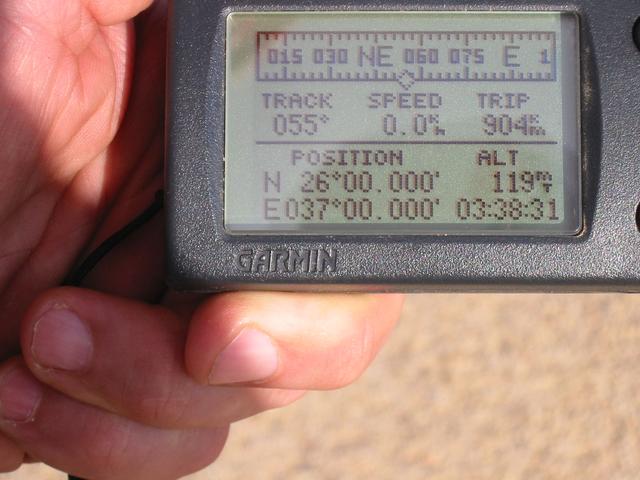 015 030 NE 060 075 E 1
TRACK SPEED TRIP
055° 0.0 904
POSITION ALT
N 26°00.000' 119
E 037°00.000' 03:38:31
GARMIN